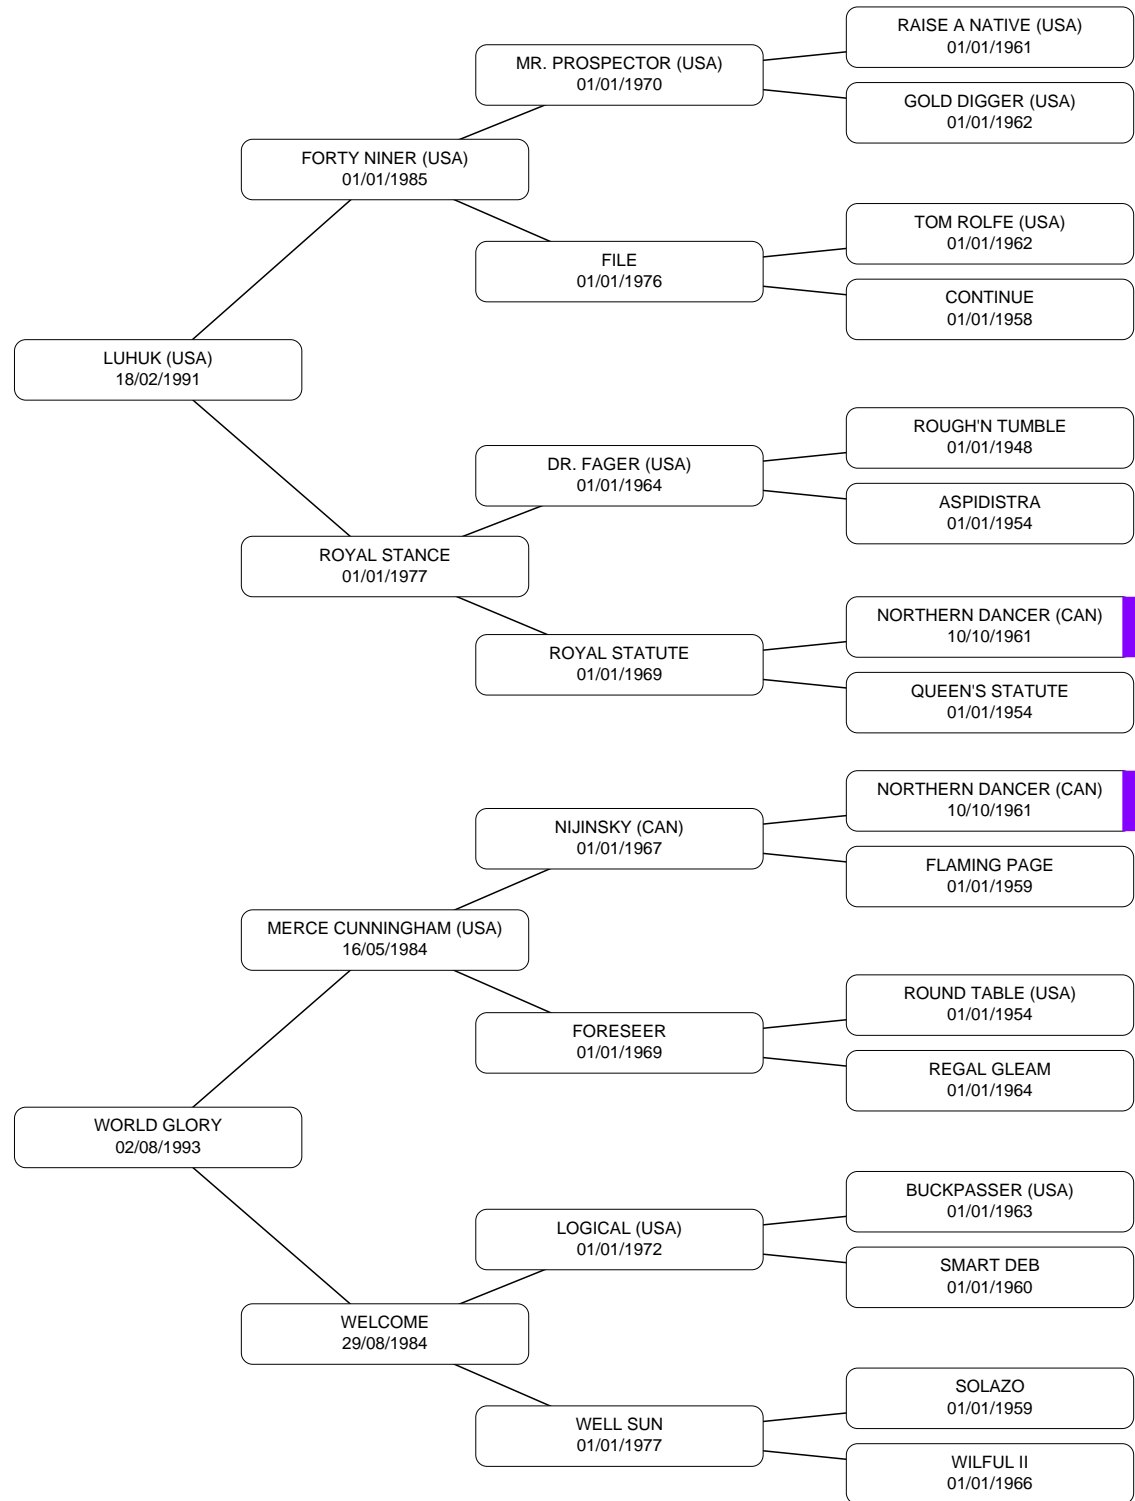 RAISE A NATIVE (USA)
01/01/1961
MR. PROSPECTOR (USA)
01/01/1970
GOLD DIGGER (USA)
01/01/1962
FORTY NINER (USA)
01/01/1985
TOM ROLFE (USA)
01/01/1962
FILE
01/01/1976
CONTINUE
01/01/1958
LUHUK (USA)
18/02/1991
ROUGH'N TUMBLE
01/01/1948
DR. FAGER (USA)
01/01/1964
ASPIDISTRA
01/01/1954
ROYAL STANCE
01/01/1977
NORTHERN DANCER (CAN)
10/10/1961
ROYAL STATUTE
01/01/1969
QUEEN'S STATUTE
01/01/1954
NORTHERN DANCER (CAN)
10/10/1961
NIJINSKY (CAN)
01/01/1967
FLAMING PAGE
01/01/1959
MERCE CUNNINGHAM (USA)
16/05/1984
ROUND TABLE (USA)
01/01/1954
FORESEER
01/01/1969
REGAL GLEAM
01/01/1964
WORLD GLORY
02/08/1993
BUCKPASSER (USA)
01/01/1963
LOGICAL (USA)
01/01/1972
SMART DEB
01/01/1960
WELCOME
29/08/1984
SOLAZO
01/01/1959
WELL SUN
01/01/1977
WILFUL II
01/01/1966